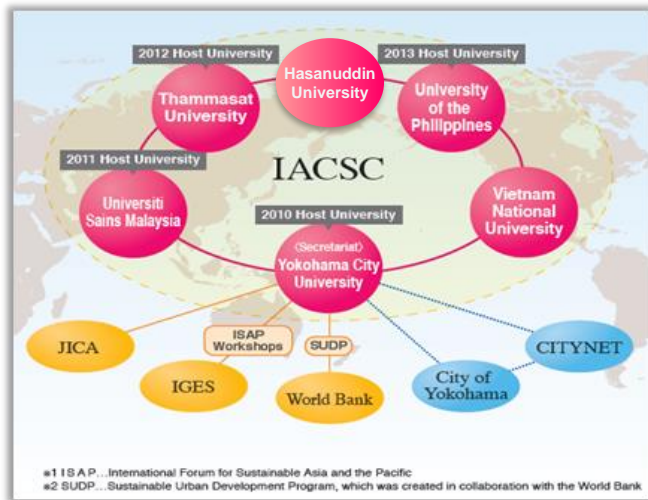 2012 Host University
Thammasat
University
Hasanuddin
University
2013 Host University
University
of the
Philippines
2011 Host University
Universiti
Sains Malaysia
IACSC
Vietnam
National
University
2010 Host University
(Secretariat)
Yokohama City
University
JICA
ISAP
Workshops
IGES
SUDP
World Bank
City of
Yokohama
CITYNET
*1 I S A P...International Forum for Sustainable Asia and the Pacific
*2 SUDP...Sustainable Urban Development Program, which was created in collaboration with the World Bank